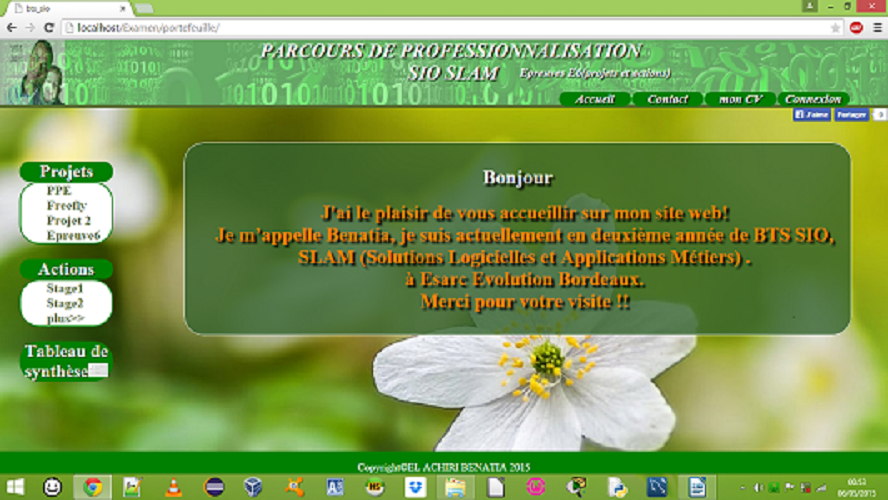 bts_sio
localhost/Examen/portefeuille/
PARCOURS DE PROFESSIONNALISATION
SIO SLAM Epreuves E6(projets et actions)
Accueil Contact mon CV Connexion
J'aime Partager 0
Projets
PPE
Freefly
Projet 2
Epreuve6
Actions
Stage1
Stage2
plus>>
Tableau de
synthèse
Bonjour
J'ai le plaisir de vous accueillir sur mon site web!
Je m'appelle Benatia, je suis actuellement en deuxième année de BTS SIO,
SLAM (Solutions Logicielles et Applications Métiers) .
à Esarc Evolution Bordeaux.
Merci pour votre visite !!
Copyright©EL ACHIRI BENATIA 2015
00:53
06/05/2015